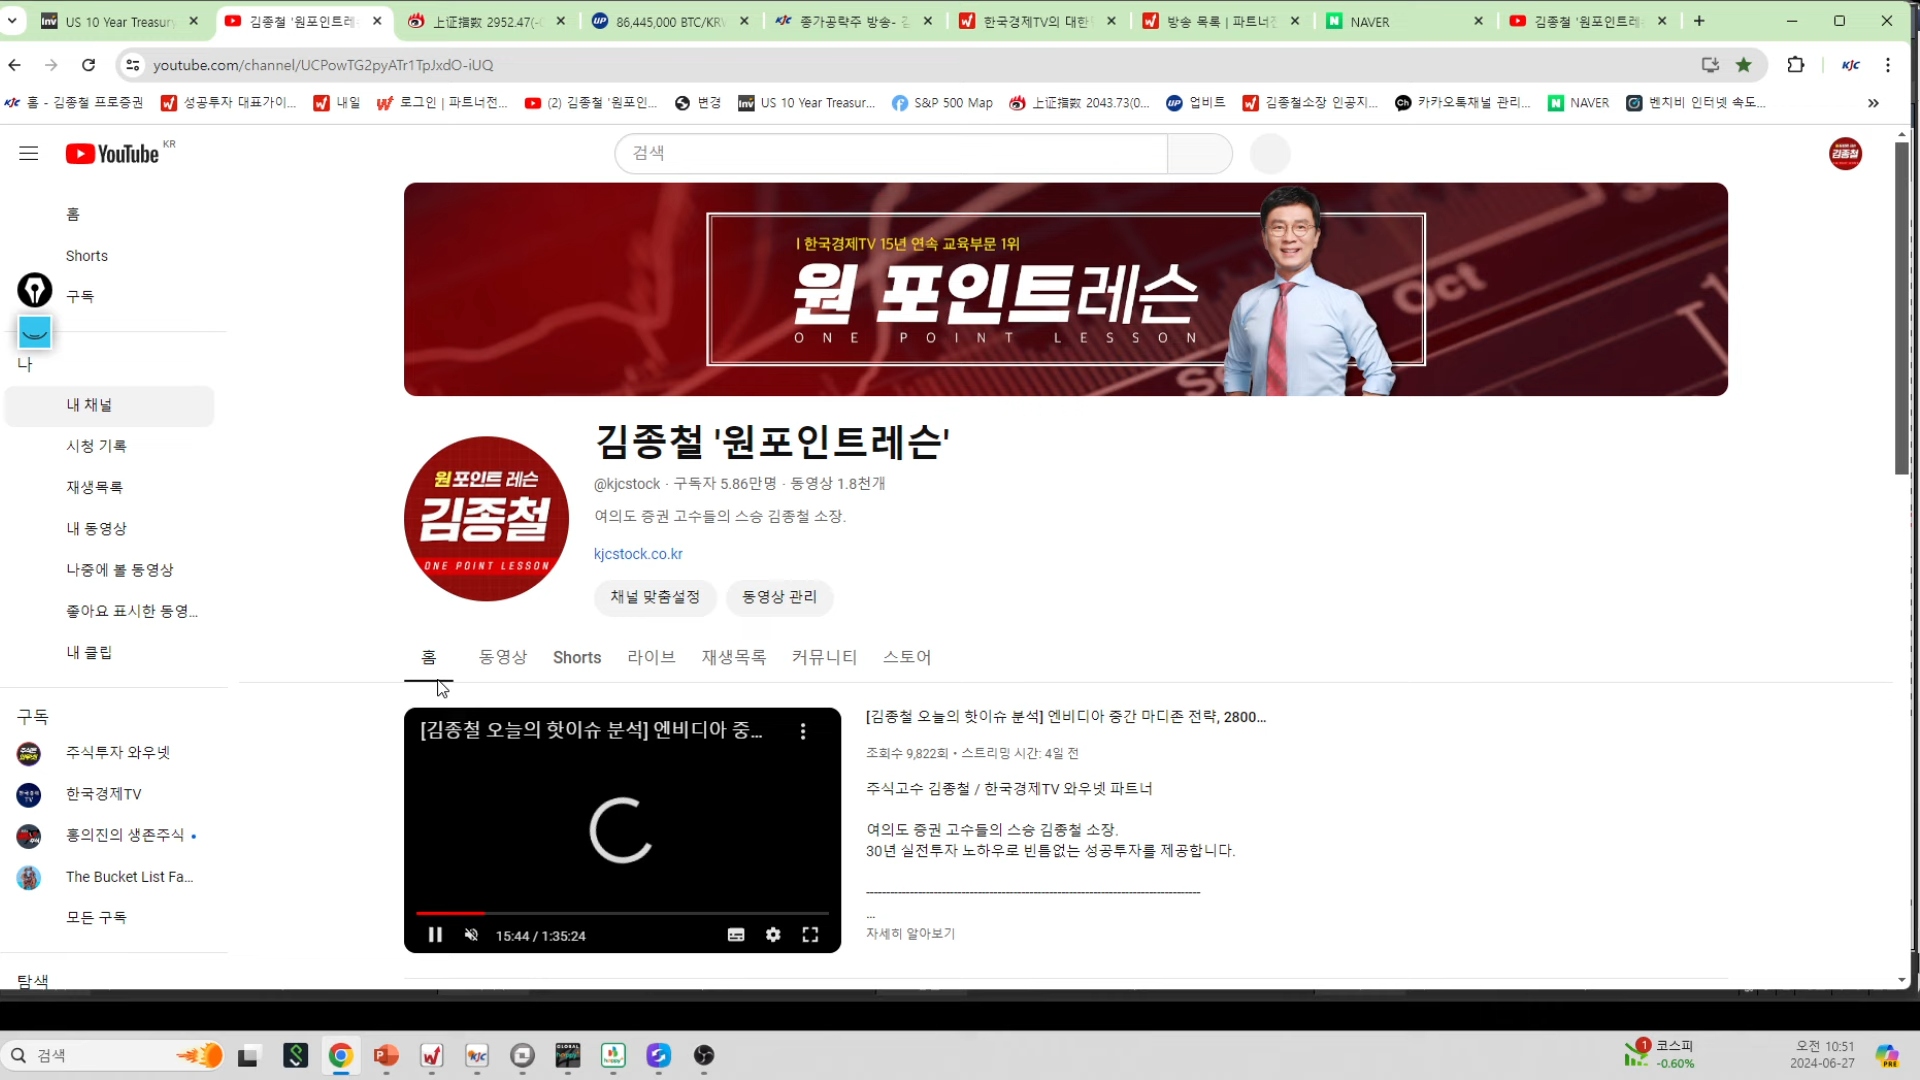 US 10 Year Treasury
김종철 '원포인트레
上证指数 2952.47(-
86,445,000 BTC/KRW
종가공략주 방송-
한국경제TV의 대한
방송 목록 | 파트너
NAVER
김종철 '원포인트레
youtube.com/channel/UCPowTG2pyATr1TpJxdO-iUQ
홈 - 김종철 프로증권
성공투자 대표가이...
내일
로그인 | 파트너전...
(2) 김종철 '원포인...
변경
US 10 Year Treasur...
S&P 500 Map
上证指数 2043.73(0...
업비트
김종철소장 인공지...
카카오톡채널 관리...
NAVER
벤치비 인터넷 속도...
YouTube KR
검색
김종철
홈
Shorts
구독
나
내 채널
시청 기록
재생목록
내 동영상
나중에 볼 동영상
좋아요 표시한 동영...
내 클립
구독
주식투자 와우넷
한국경제TV
홍의진의 생존주식
The Bucket List Fa...
모든 구독
탐색
| 한국경제TV 15년 연속 교육부문 1위
원 포인트레슨
ONE POINT LESSON
Oct
원포인트 레슨
김종철
ONE POINT LESSON
김종철 '원포인트레슨'
@kjcstock · 구독자 5.86만명 · 동영상 1.8천개
여의도 증권 고수들의 스승 김종철 소장.
kjcstock.co.kr
채널 맞춤설정
동영상 관리
홈 동영상 Shorts 라이브 재생목록 커뮤니티 스토어
[김종철 오늘의 핫이슈 분석] 엔비디아 중...
15:44 / 1:35:24
[김종철 오늘의 핫이슈 분석] 엔비디아 중간 마디존 전략, 2800...
조회수 9,822회 • 스트리밍 시간: 4일 전
주식고수 김종철 / 한국경제TV 와우넷 파트너
여의도 증권 고수들의 스승 김종철 소장.
30년 실전투자 노하우로 빈틈없는 성공투자를 제공합니다.
...
자세히 알아보기
검색
1
코스피
-0.60%
오전 10:51
2024-06-27